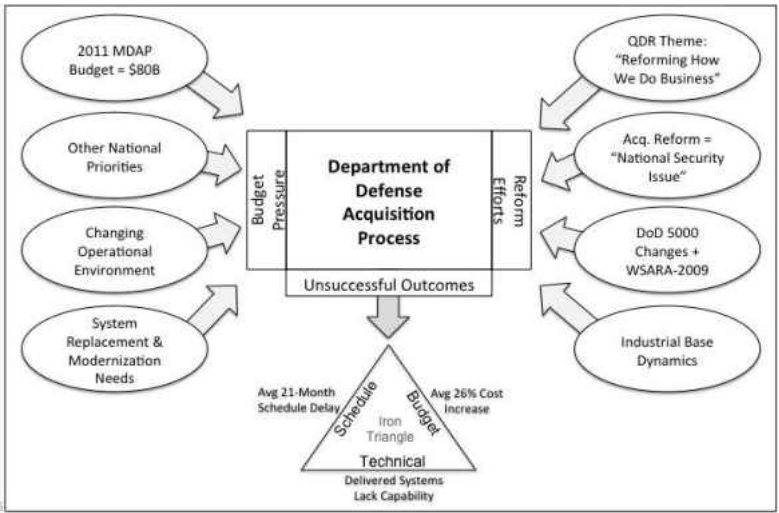 2011 MDAP
Budget = $80B
Other National
Priorities
Changing
Operational
Environment
System
Replacement &
Modernization
Needs
Budget
Pressure
Department of
Defense
Acquisition
Process
Reform
Efforts
Unsuccessful Outcomes
QDR Theme:
"Reforming How
We Do Business"
Acq. Reform =
"National Security
Issue"
DoD 5000
Changes +
WSARA-2009
Industrial Base
Dynamics
Avg 21-Month
Schedule Delay
Schedule
Iron
Triangle
Budget
Avg 26% Cost
Increase
Technical
Delivered Systems
Lack Capability